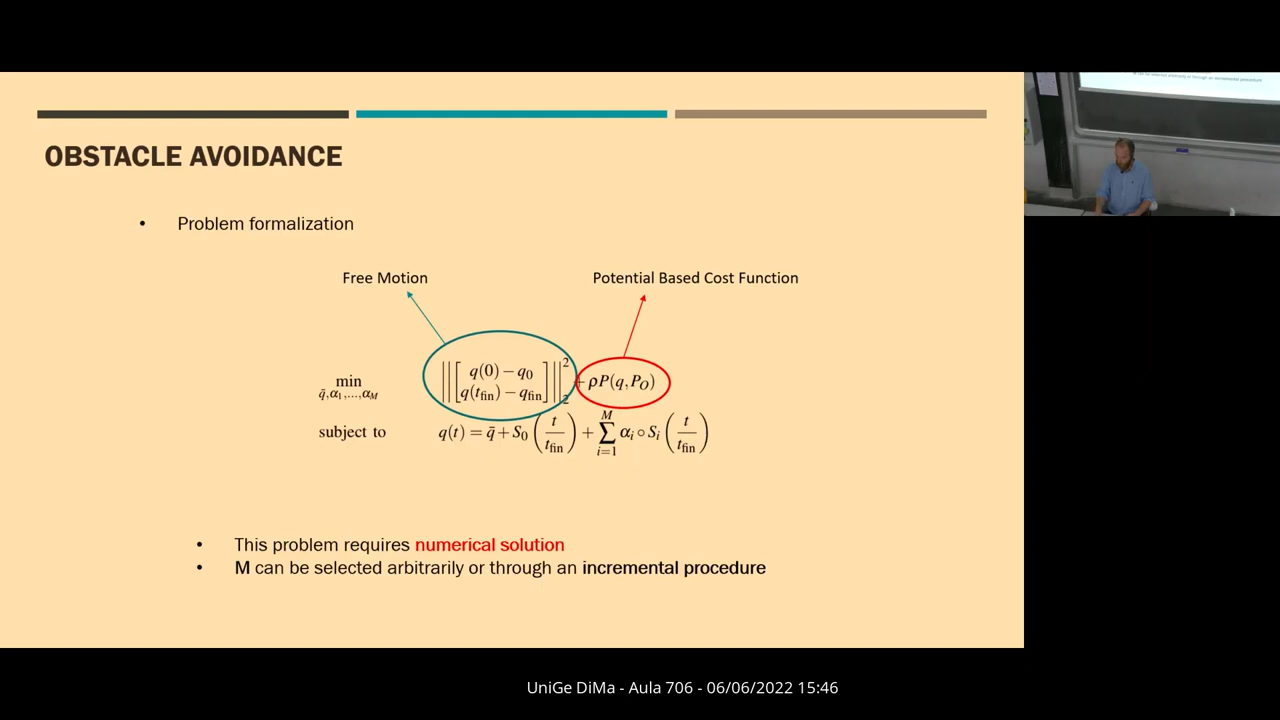 OBSTACLE AVOIDANCE
• Problem formalization
Free Motion
Potential Based Cost Function
min_{q̄,α₁,…,α_M} ‖[q(0) − q₀; q(t_fin) − q_fin]‖₂² + ρP(q, P_O)
subject to q(t) = q̄ + S₀(t/t_fin) + ∑_{i=1}^{M} α_i ∘ S_i(t/t_fin)
• This problem requires numerical solution
• M can be selected arbitrarily or through an incremental procedure
UniGe DiMa - Aula 706 - 06/06/2022 15:46